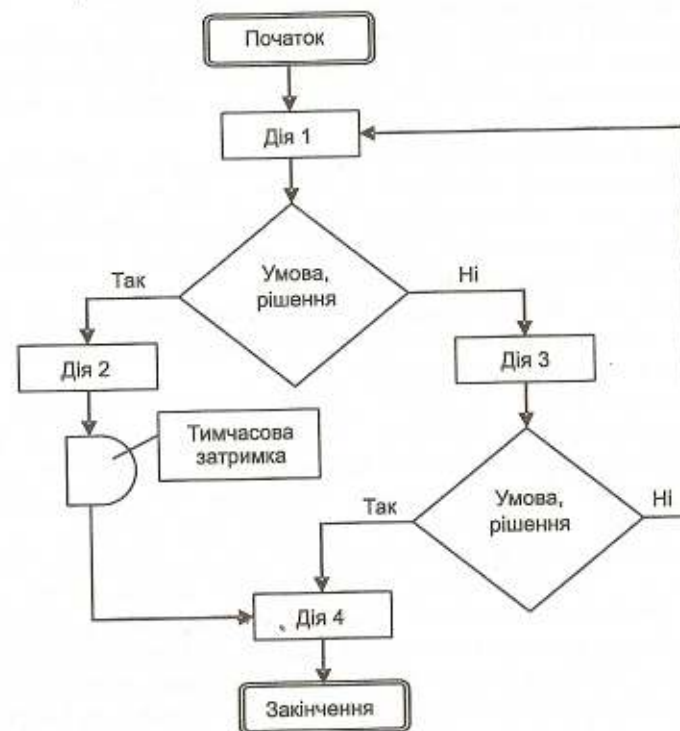 Початок
Дія 1
Умова,
рішення
Так
Ні
Дія 2
Дія 3
Тимчасова
затримка
Умова,
рішення
Так
Ні
Дія 4
Закінчення